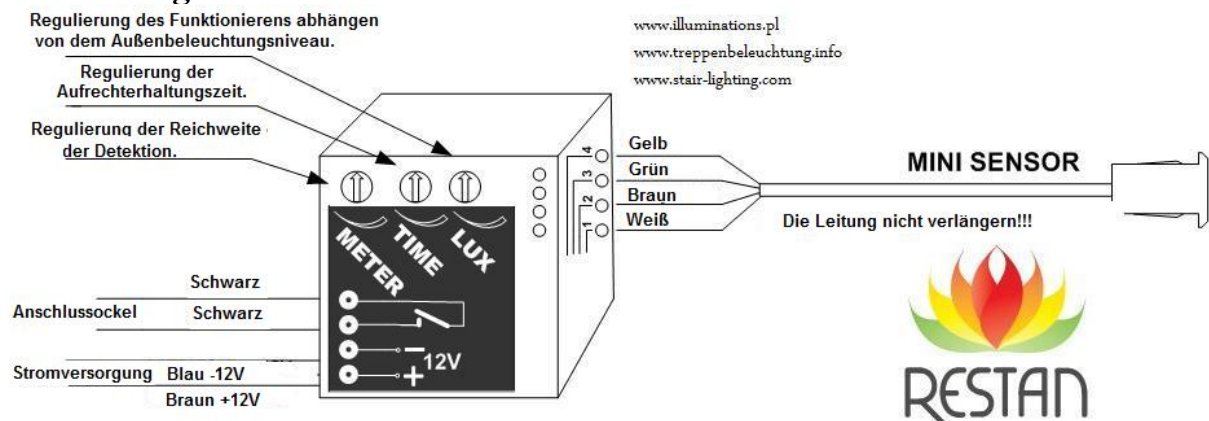 Regulierung des Funktionierens abhängen
von dem Außenbeleuchtungsniveau.
Regulierung der
Aufrechterhaltungszeit.
Regulierung der Reichweite
der Detektion.
www.illuminations.pl
www.treppenbeleuchtung.info
www.stair-lighting.com
4 Gelb
3 Grün
2 Braun
1 Weiß
MINI SENSOR
Die Leitung nicht verlängern!!!
METER TIME LUX
Schwarz
Anschlussockel Schwarz
Stromversorgung Blau -12V
Braun +12V
- 12V
+
RESTAN